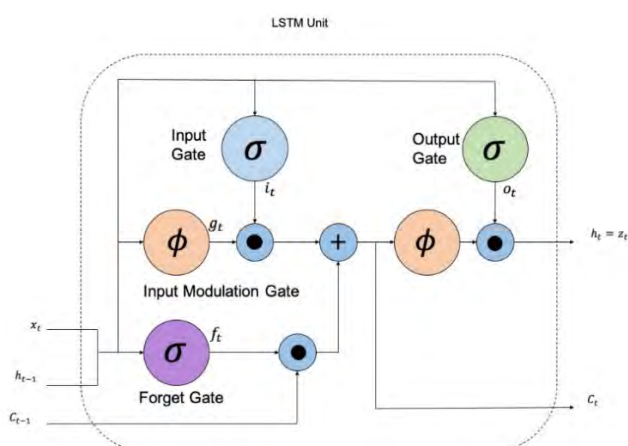 LSTM Unit
Input
Gate
σ
Output
Gate
σ
i_t
o_t
ϕ
g_t
+
ϕ
h_t = z_t
Input Modulation Gate
x_t
σ
f_t
h_{t-1}
Forget Gate
C_{t-1}
C_t